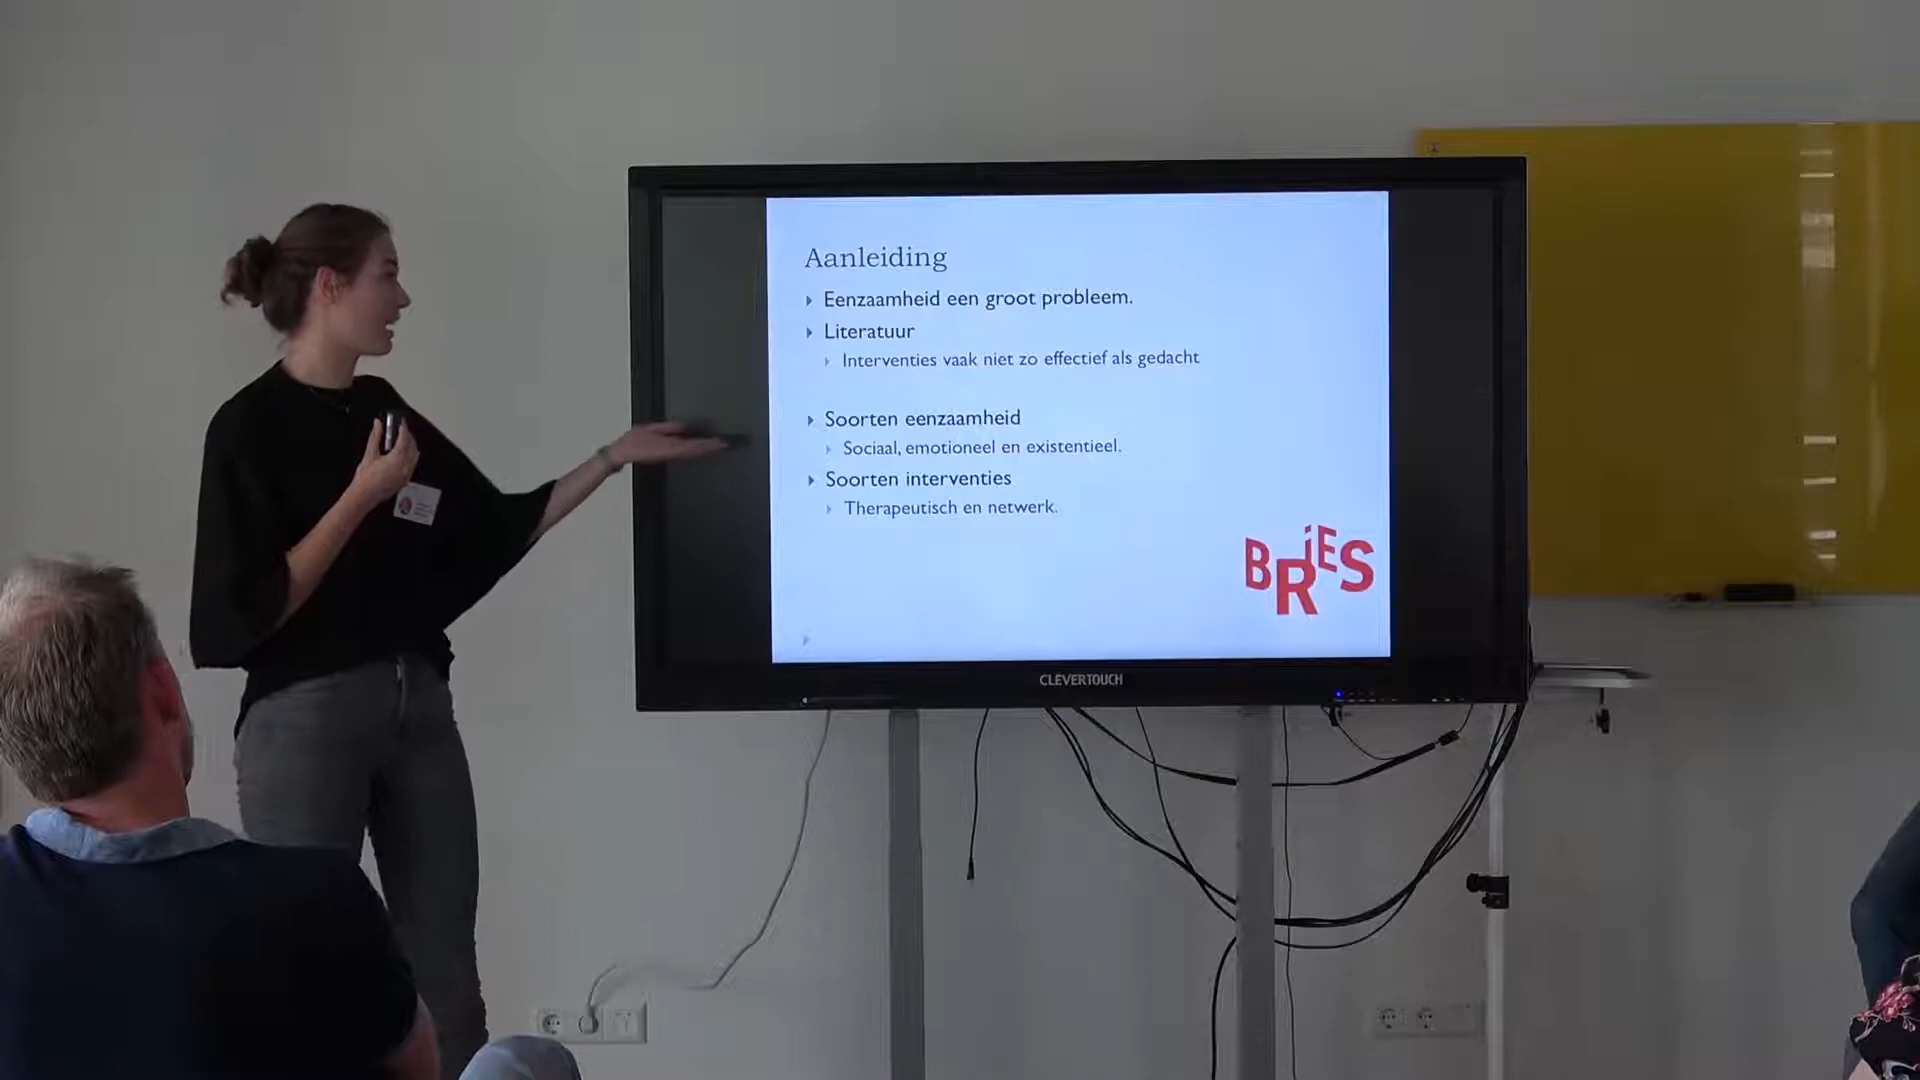 Aanleiding
Eenzaamheid een groot probleem.
Literatuur
Interventies vaak niet zo effectief als gedacht
Soorten eenzaamheid
Sociaal, emotioneel en existentieel.
Soorten interventies
Therapeutisch en netwerk.
BRiES
CLEVERTOUCH